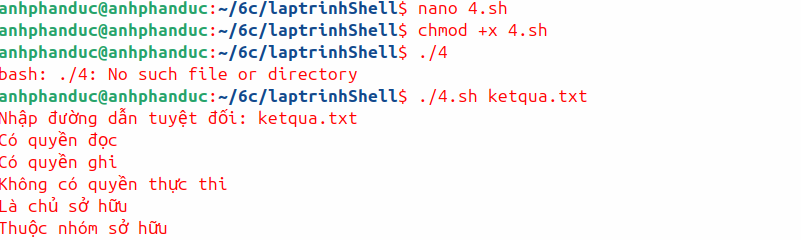 anhphanduc@anhphanduc:~/6c/laptrinhShell$ nano 4.sh
anhphanduc@anhphanduc:~/6c/laptrinhShell$ chmod +x 4.sh
anhphanduc@anhphanduc:~/6c/laptrinhShell$ ./4
bash: ./4: No such file or directory
anhphanduc@anhphanduc:~/6c/laptrinhShell$ ./4.sh ketqua.txt
Nhập đường dẫn tuyệt đối: ketqua.txt
Có quyền đọc
Có quyền ghi
Không có quyền thực thi
Là chủ sở hữu
Thuộc nhóm sở hữu